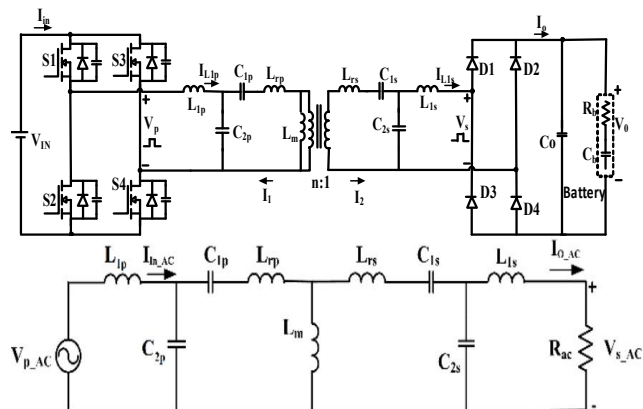 I_in
S1
S3
V_IN
S2
S4
I_L1p
L_1p
C_1p
L_rp
+
V_p
-
C_2p
L_m
I_1
n:1
I_2
L_rs
C_1s
I_L1s
L_1s
C_2s
+
V_s
-
D1
D2
D3
D4
I_o
Co
+
R_b
V_0
C_b
-
Battery
L_1p
I_In_AC
C_1p
L_rp
L_rs
C_1s
L_1s
I_O_AC
V_p_AC
C_2p
L_m
C_2s
R_ac
+
V_s_AC
-